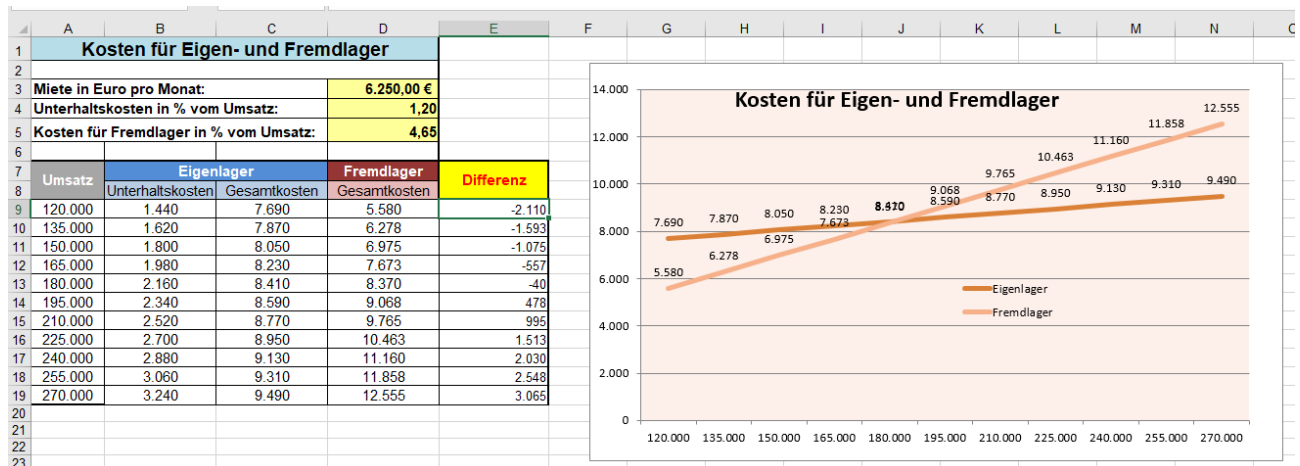 A B C D E F G H I J K L M N
1 Kosten für Eigen- und Fremdlager
2
3 Miete in Euro pro Monat: 6.250,00 €
4 Unterhaltskosten in % vom Umsatz: 1,20
5 Kosten für Fremdlager in % vom Umsatz: 4,65
6
7 Umsatz Eigenlager Fremdlager Differenz
8 Unterhaltskosten Gesamtkosten Gesamtkosten
9 120.000 1.440 7.690 5.580 -2.110
10 135.000 1.620 7.870 6.278 -1.593
11 150.000 1.800 8.050 6.975 -1.075
12 165.000 1.980 8.230 7.673 -557
13 180.000 2.160 8.410 8.370 -40
14 195.000 2.340 8.590 9.068 478
15 210.000 2.520 8.770 9.765 995
16 225.000 2.700 8.950 10.463 1.513
17 240.000 2.880 9.130 11.160 2.030
18 255.000 3.060 9.310 11.858 2.548
19 270.000 3.240 9.490 12.555 3.065
20
21
22
23
Kosten für Eigen- und Fremdlager
14.000
12.000
10.000
8.000
6.000
4.000
2.000
0
7.690 7.870 8.050 8.230 8.590 8.770 8.950 9.130 9.310 9.490
5.580 6.278 6.975 7.673 9.068 9.765 10.463 11.160 11.858 12.555
Eigenlager
Fremdlager
120.000 135.000 150.000 165.000 180.000 195.000 210.000 225.000 240.000 255.000 270.000